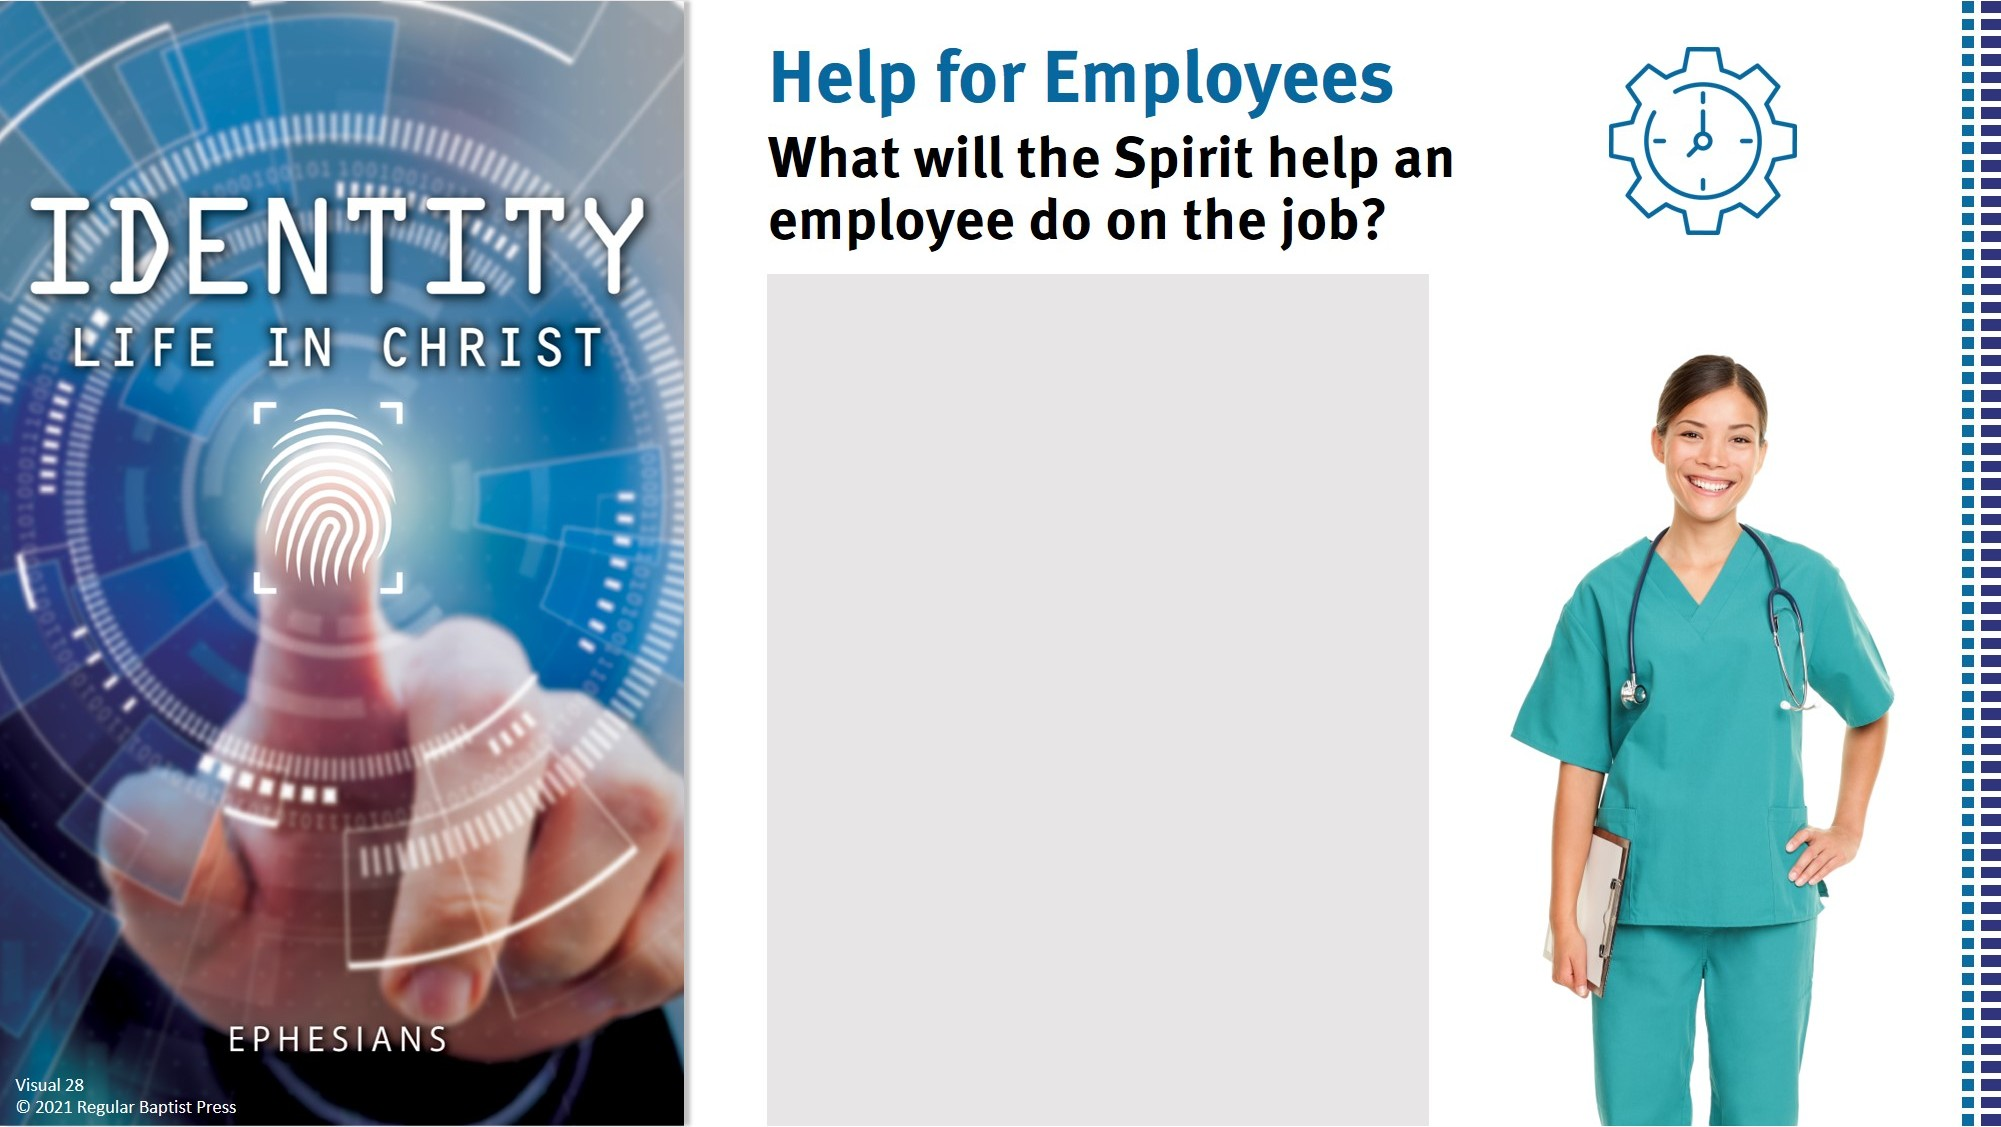 IDENTITY
LIFE IN CHRIST
EPHESIANS
Visual 28
© 2021 Regular Baptist Press
Help for Employees
What will the Spirit help an
employee do on the job?